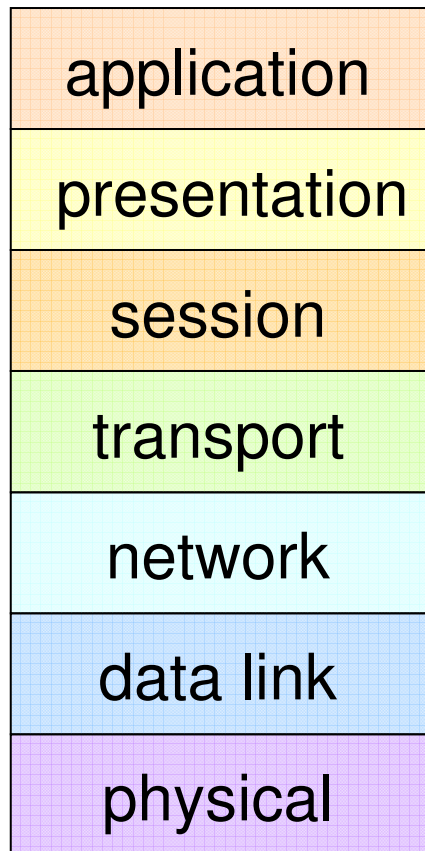 application
presentation
session
transport
network
data link
physical